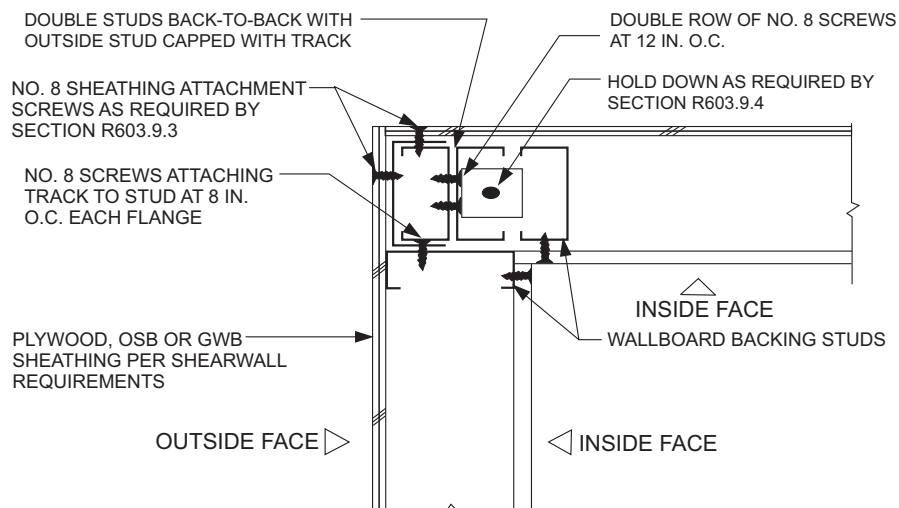 DOUBLE STUDS BACK-TO-BACK WITH
OUTSIDE STUD CAPPED WITH TRACK
DOUBLE ROW OF NO. 8 SCREWS
AT 12 IN. O.C.
NO. 8 SHEATHING ATTACHMENT
SCREWS AS REQUIRED BY
SECTION R603.9.3
HOLD DOWN AS REQUIRED BY
SECTION R603.9.4
NO. 8 SCREWS ATTACHING
TRACK TO STUD AT 8 IN.
O.C. EACH FLANGE
INSIDE FACE
WALLBOARD BACKING STUDS
PLYWOOD, OSB OR GWB
SHEATHING PER SHEARWALL
REQUIREMENTS
OUTSIDE FACE
INSIDE FACE